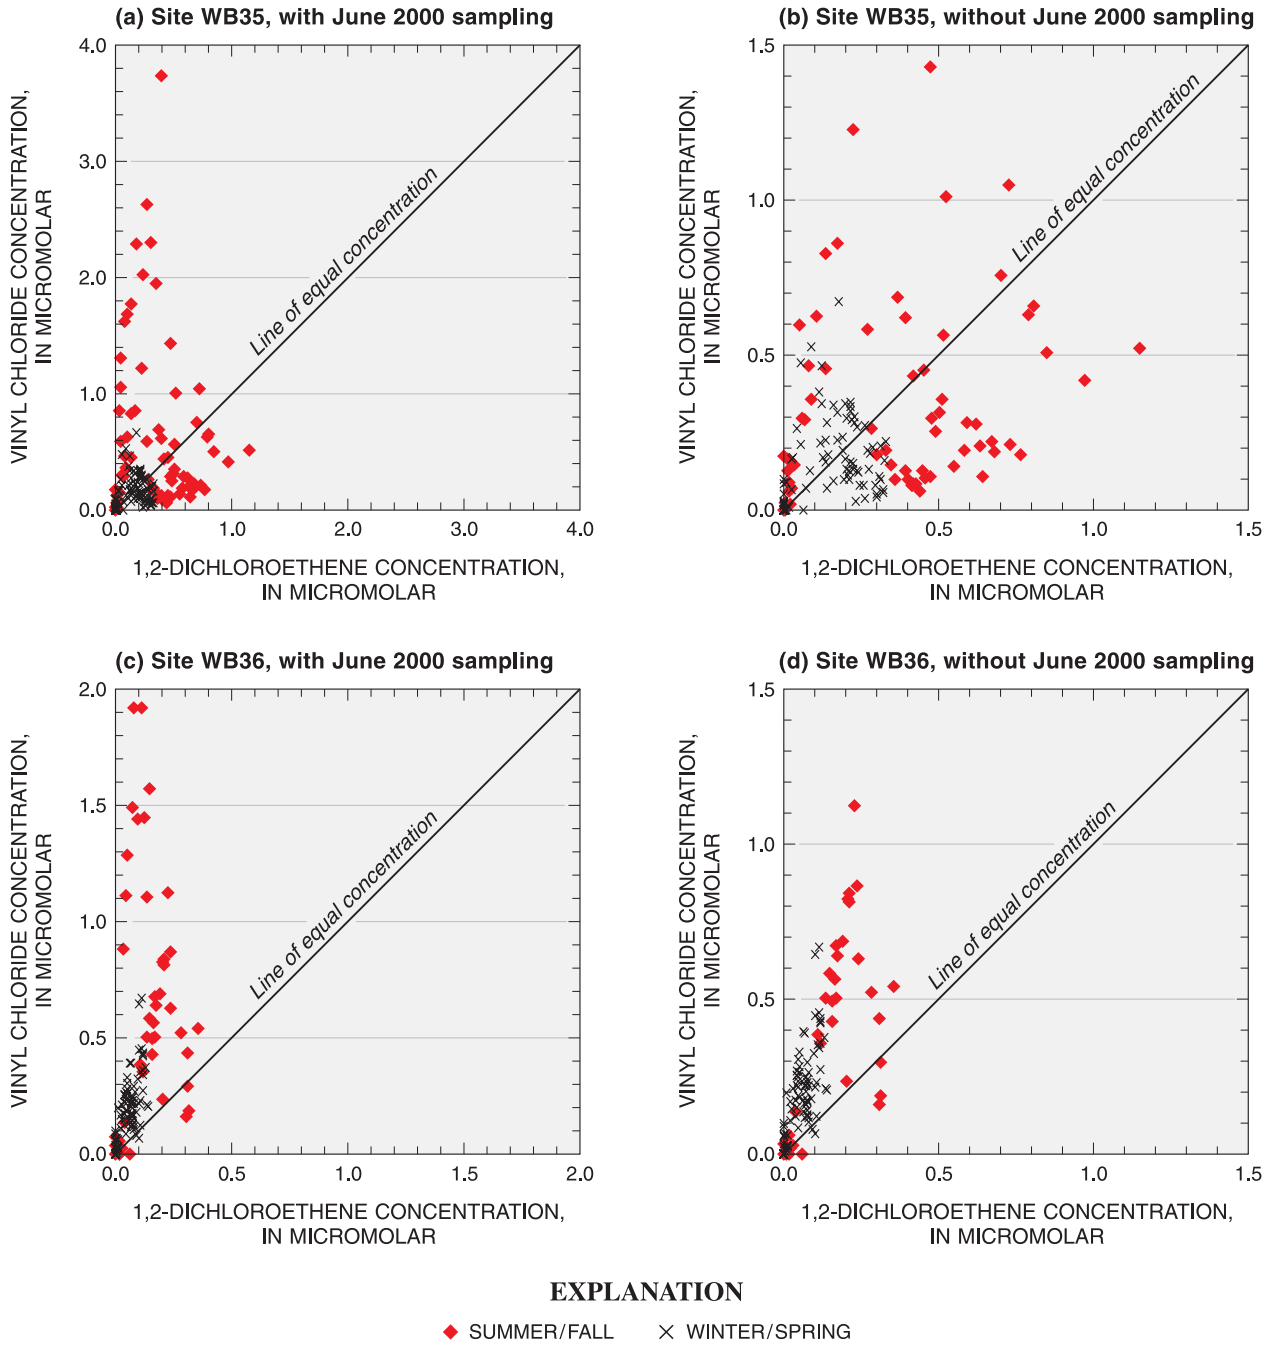 (a) Site WB35, with June 2000 sampling
VINYL CHLORIDE CONCENTRATION,
IN MICROMOLAR
4.0
3.0
2.0
1.0
0.0
Line of equal concentration
0.0 1.0 2.0 3.0 4.0
1,2-DICHLOROETHENE CONCENTRATION,
IN MICROMOLAR
(b) Site WB35, without June 2000 sampling
VINYL CHLORIDE CONCENTRATION,
IN MICROMOLAR
1.5
1.0
0.5
0.0
Line of equal concentration
0.0 0.5 1.0 1.5
1,2-DICHLOROETHENE CONCENTRATION,
IN MICROMOLAR
(c) Site WB36, with June 2000 sampling
VINYL CHLORIDE CONCENTRATION,
IN MICROMOLAR
2.0
1.5
1.0
0.5
0.0
Line of equal concentration
0.0 0.5 1.0 1.5 2.0
1,2-DICHLOROETHENE CONCENTRATION,
IN MICROMOLAR
(d) Site WB36, without June 2000 sampling
VINYL CHLORIDE CONCENTRATION,
IN MICROMOLAR
1.5
1.0
0.5
0.0
Line of equal concentration
0.0 0.5 1.0 1.5
1,2-DICHLOROETHENE CONCENTRATION,
IN MICROMOLAR
EXPLANATION
SUMMER/FALL
WINTER/SPRING